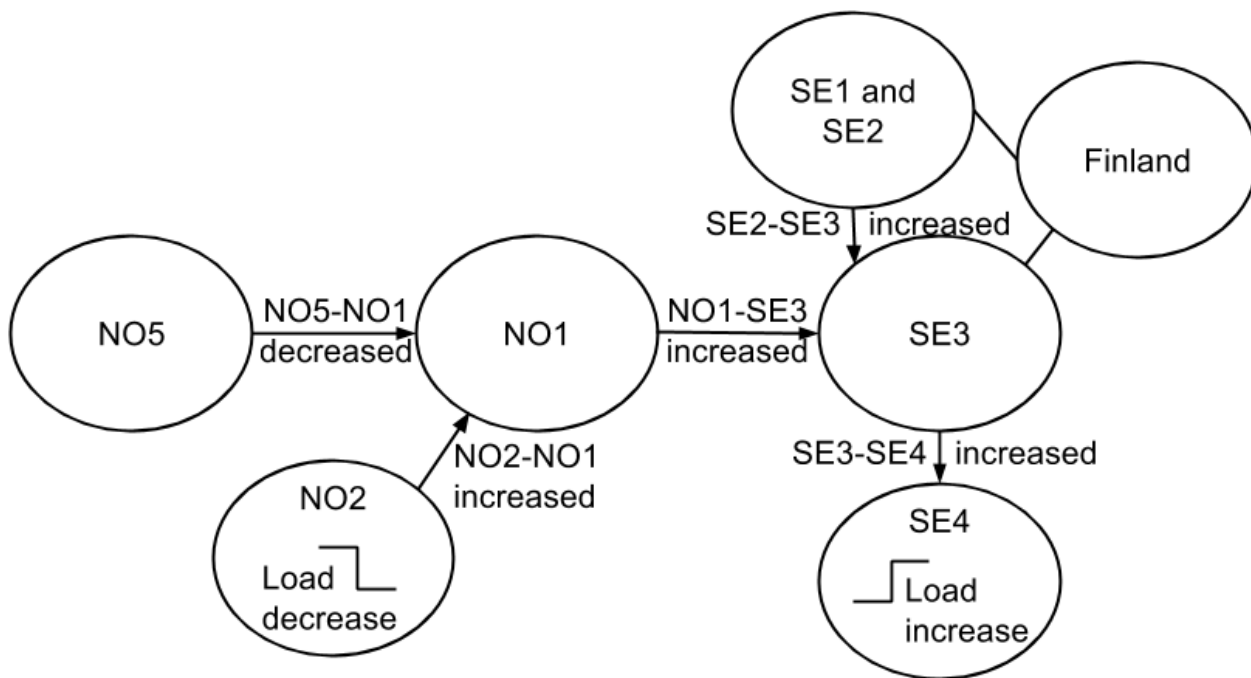 SE1 and
SE2
Finland
SE2-SE3 increased
NO5
NO5-NO1
decreased
NO1
NO1-SE3
increased
SE3
NO2-NO1
increased
SE3-SE4 increased
NO2
Load
decrease
SE4
Load
increase